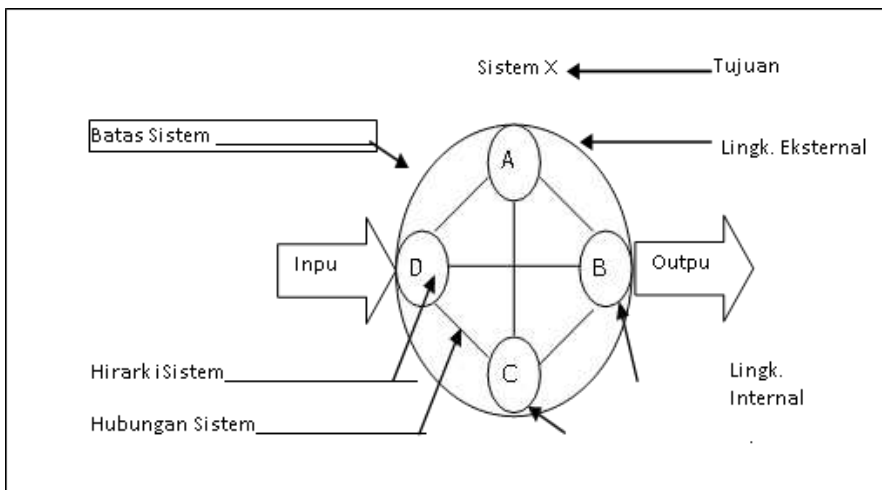 Sistem X Tujuan
Batas Sistem
Lingk. Eksternal
A
Inpu D B Outpu
C
Hirark iSistem
Hubungan Sistem
Lingk.
Internal